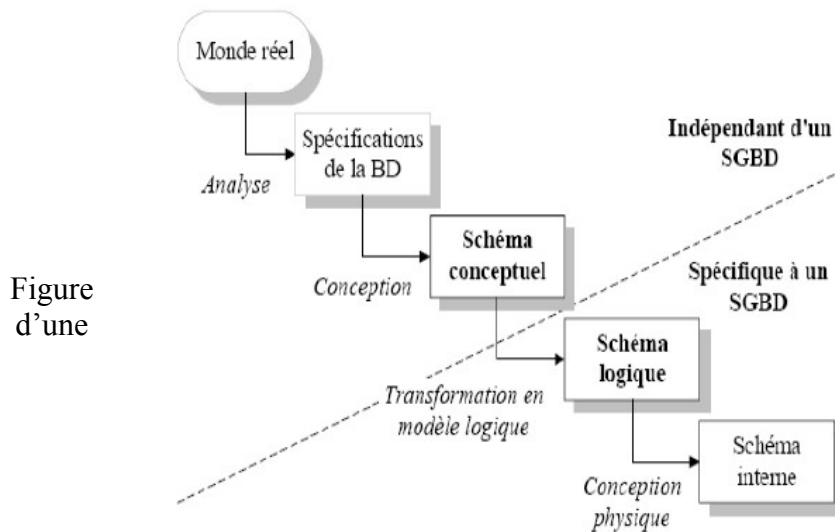 Monde réel
Analyse
Spécifications
de la BD
Indépendant d'un
SGBD
Conception
Schéma
conceptuel
Spécifique à un
SGBD
Figure
d’une
Transformation en
modèle logique
Schéma
logique
Conception
physique
Schéma
interne